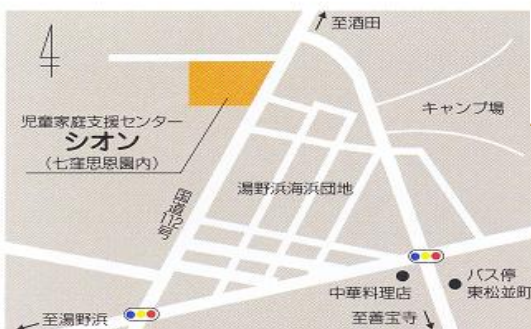 至酒田
キャンプ場
児童家庭支援センター
シオン
(七窪思恩園内)
国道112号
湯野浜海浜団地
中華料理店
バス停
東松並町
至湯野浜
至善宝寺